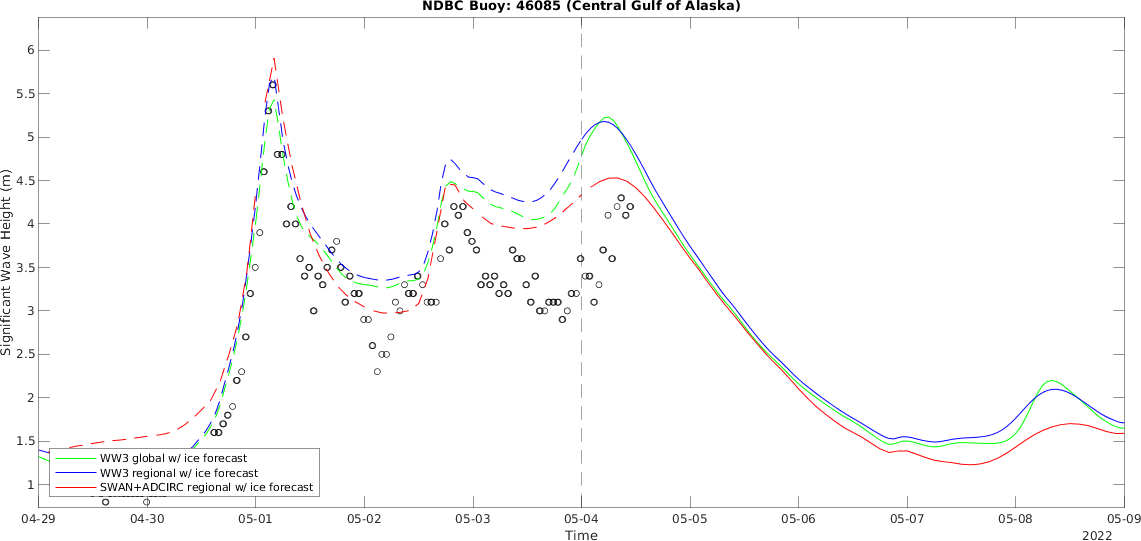 NDBC Buoy: 46085 (Central Gulf of Alaska)
6
5.5
5
4.5
4
3.5
3
2.5
2
1.5
1
Significant Wave Height (m)
WW3 global w/ ice forecast
WW3 regional w/ ice forecast
SWAN+ADCIRC regional w/ ice forecast
04-29 04-30 05-01 05-02 05-03 05-04 05-05 05-06 05-07 05-08 05-09
Time
2022